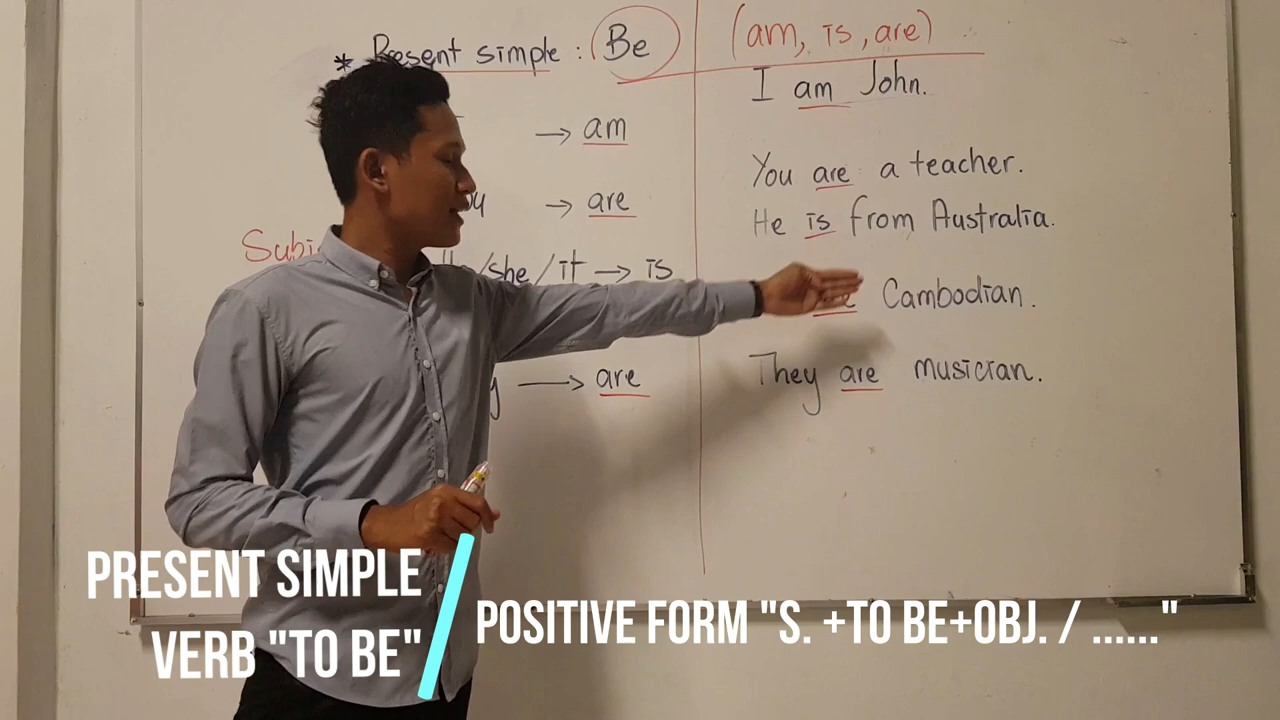 * Present simple : Be
→ am
→ are
/she/it → is
→ are
(am, is, are)
I am John.
You are a teacher.
He is from Australia.
Cambodian.
They are musician.
PRESENT SIMPLE
VERB "TO BE"
POSITIVE FORM "S. +TO BE+OBJ. / ......"